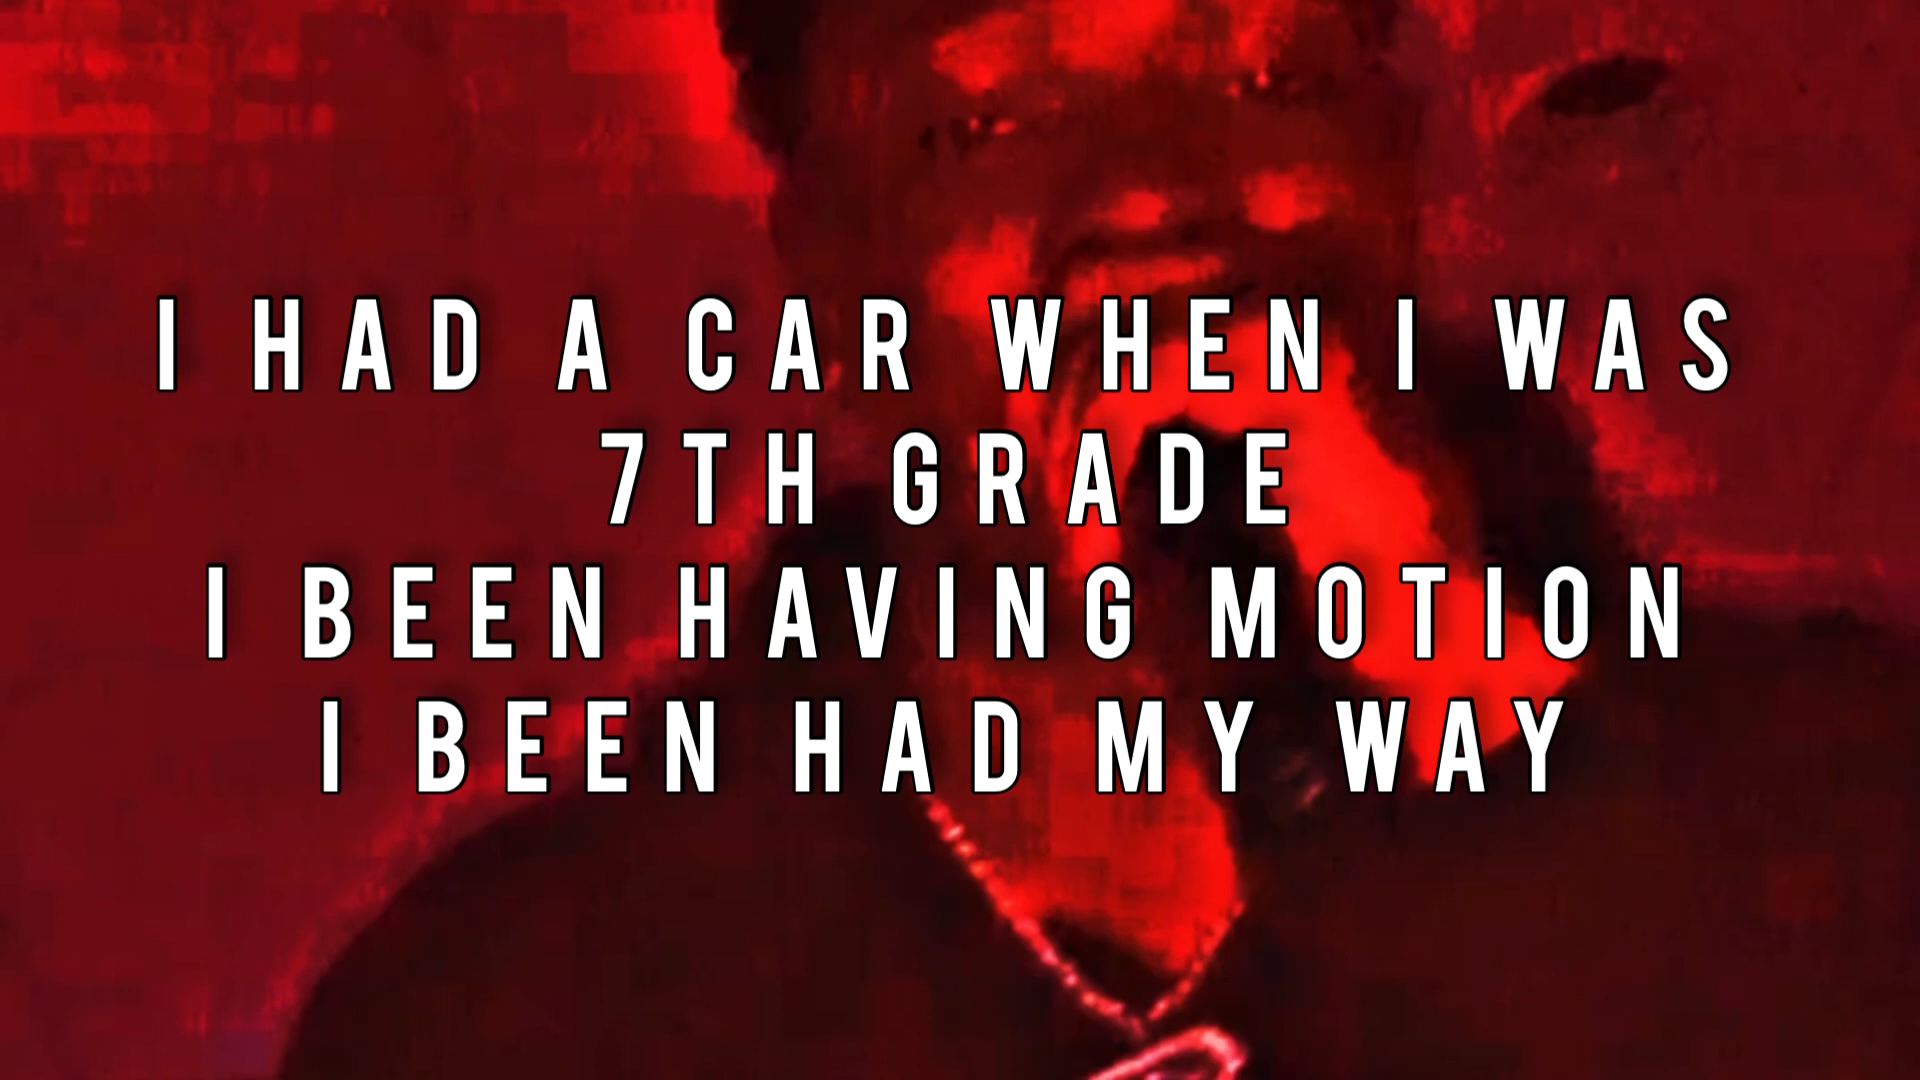 I HAD A CAR WHEN I WAS
7TH GRADE
I BEEN HAVING MOTION
I BEEN HAD MY WAY